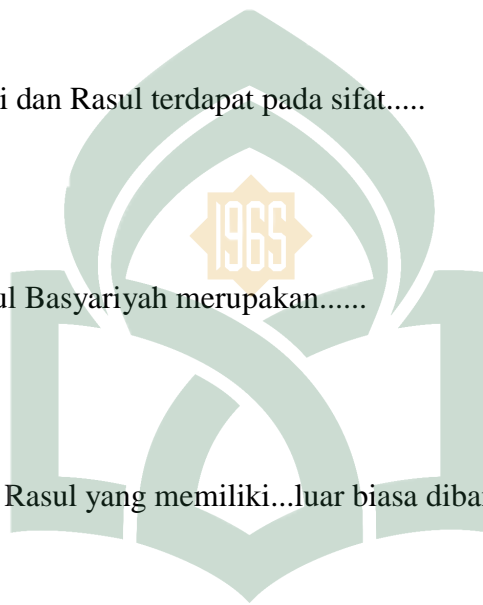 i dan Rasul terdapat pada sifat.....
1965
ul Basyariyah merupakan......
Rasul yang memiliki...luar biasa diba